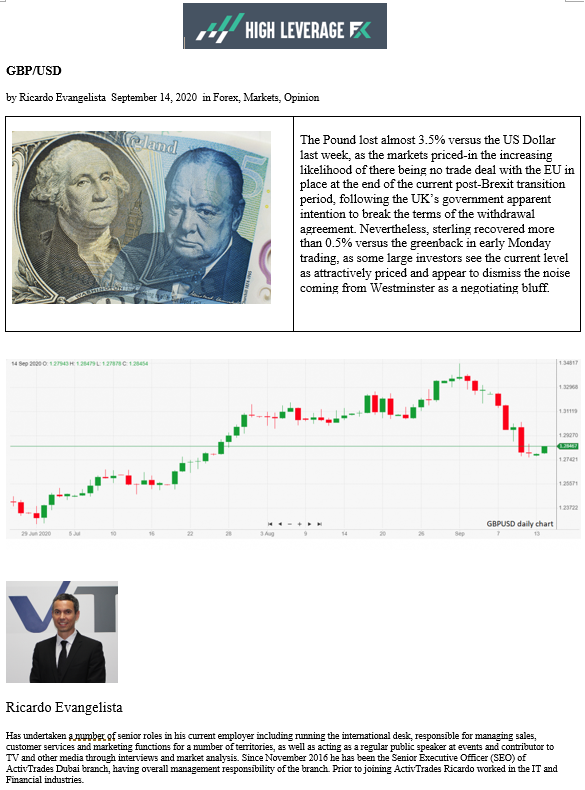 HIGH LEVERAGE FX
GBP/USD
by Ricardo Evangelista  September 14, 2020  in Forex, Markets, Opinion
The Pound lost almost 3.5% versus the US Dollar
last week, as the markets priced-in the increasing
likelihood of there being no trade deal with the EU in
place at the end of the current post-Brexit transition
period, following the UK's government apparent
intention to break the terms of the withdrawal
agreement. Nevertheless, sterling recovered more
than 0.5% versus the greenback in early Monday
trading, as some large investors see the current level
as attractively priced and appear to dismiss the noise
coming from Westminster as a negotiating bluff.
WASHINGTON
14 Sep 2020 O: 1.27943 H: 1.28479 L: 1.27879 C: 1.28464
1.34817
1.32968
1.31119
1.29270
1.28467
1.27421
1.25571
1.23722
29 Jun 2020 5 Jul 10 16 22 28 3 Aug 9 14 20 26 Sep 7 13
GBPUSD daily chart
VT
Ricardo Evangelista
Has undertaken a number of senior roles in his current employer including running the international desk, responsible for managing sales,
customer services and marketing functions for a number of territories, as well as acting as a regular public speaker at events and contributor to
TV and other media through interviews and market analysis. Since November 2016 he has been the Senior Executive Officer (SEO) of
ActivTrades Dubai branch, having overall management responsibility of the branch. Prior to joining ActivTrades Ricardo worked in the IT and
Financial industries.